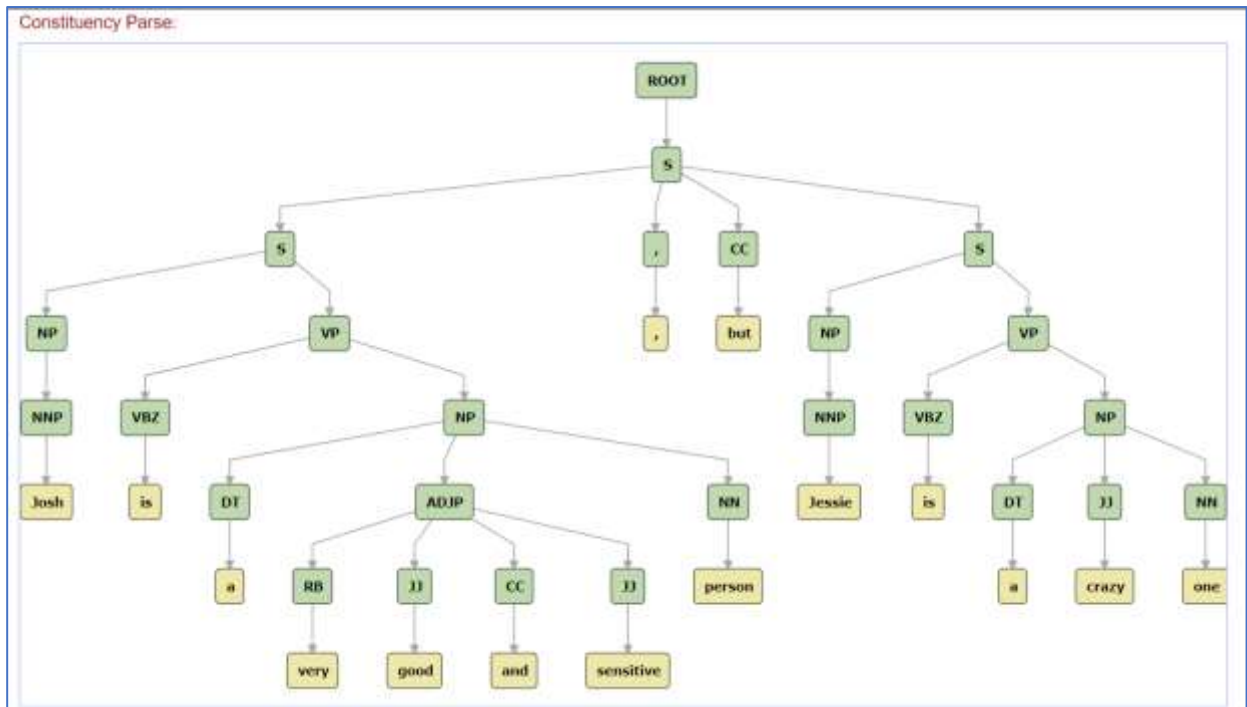 Constituency Parse:
ROOT
S
S , CC S
NP VP , but NP VP
NNP VBZ NP NNP VBZ NP
Josh is DT ADJP NN Jessie is DT JJ NN
a RB JJ CC JJ person a crazy one
very good and sensitive